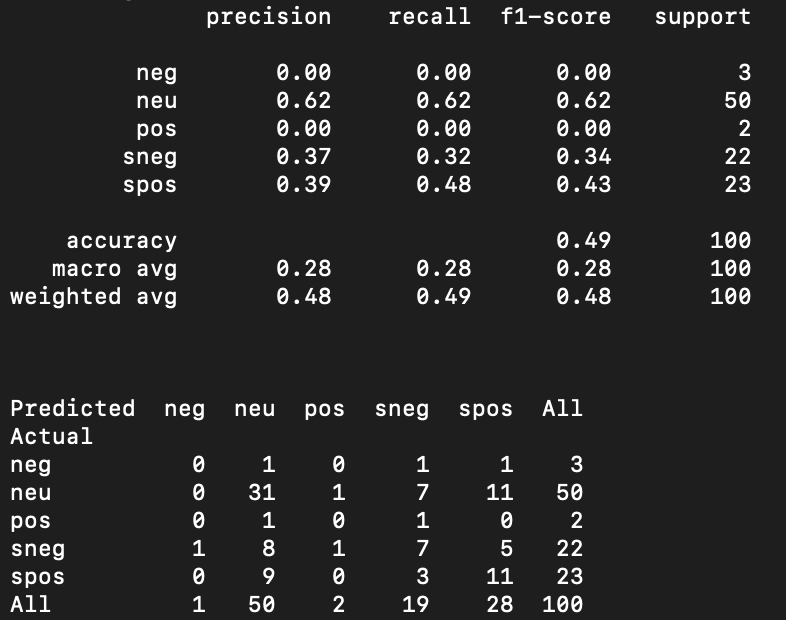 precision recall f1-score support
neg 0.00 0.00 0.00 3
neu 0.62 0.62 0.62 50
pos 0.00 0.00 0.00 2
sneg 0.37 0.32 0.34 22
spos 0.39 0.48 0.43 23
accuracy 0.49 100
macro avg 0.28 0.28 0.28 100
weighted avg 0.48 0.49 0.48 100
Predicted neg neu pos sneg spos All
Actual
neg 0 1 0 1 1 3
neu 0 31 1 7 11 50
pos 0 1 0 1 0 2
sneg 1 8 1 7 5 22
spos 0 9 0 3 11 23
All 1 50 2 19 28 100